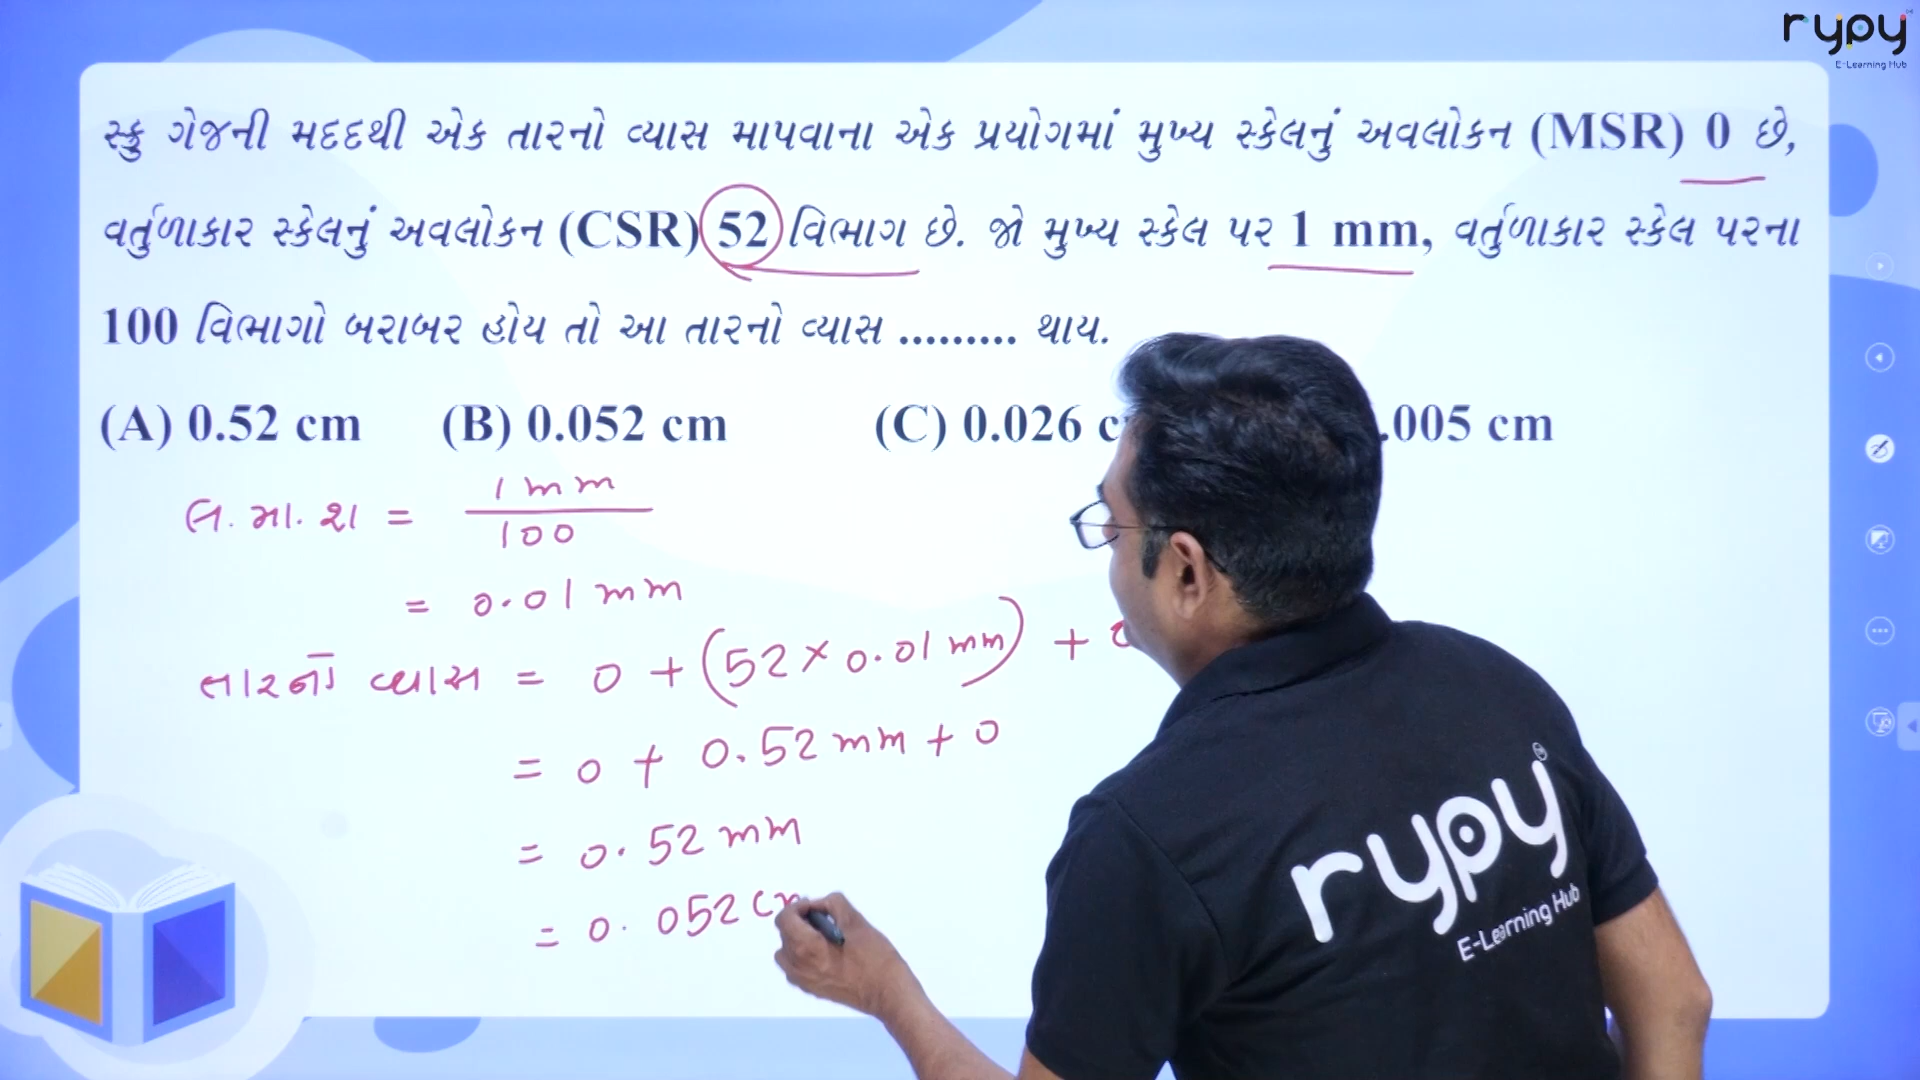 rypy
E-Learning Hub
સ્ક્રુ ગેજની મદદથી એક તારનો વ્યાસ માપવાના એક પ્રયોગમાં મુખ્ય સ્કેલનું અવલોકન (MSR) 0 છે,
વર્તુળાકાર સ્કેલનું અવલોકન (CSR) 52 વિભાગ છે. જો મુખ્ય સ્કેલ પર 1 mm, વર્તુળાકાર સ્કેલ પરના
100 વિભાગો બરાબર હોય તો આ તારનો વ્યાસ ......... થાય.
(A) 0.52 cm (B) 0.052 cm (C) 0.026 c .005 cm
લ.મા.શ = 1mm
100
= 0.01 mm
તારનો વ્યાસ = 0 + (52 × 0.01 mm) +
= 0 + 0.52 mm + 0
= 0.52 mm
= 0.052 cm
rypy
E-Learning Hub